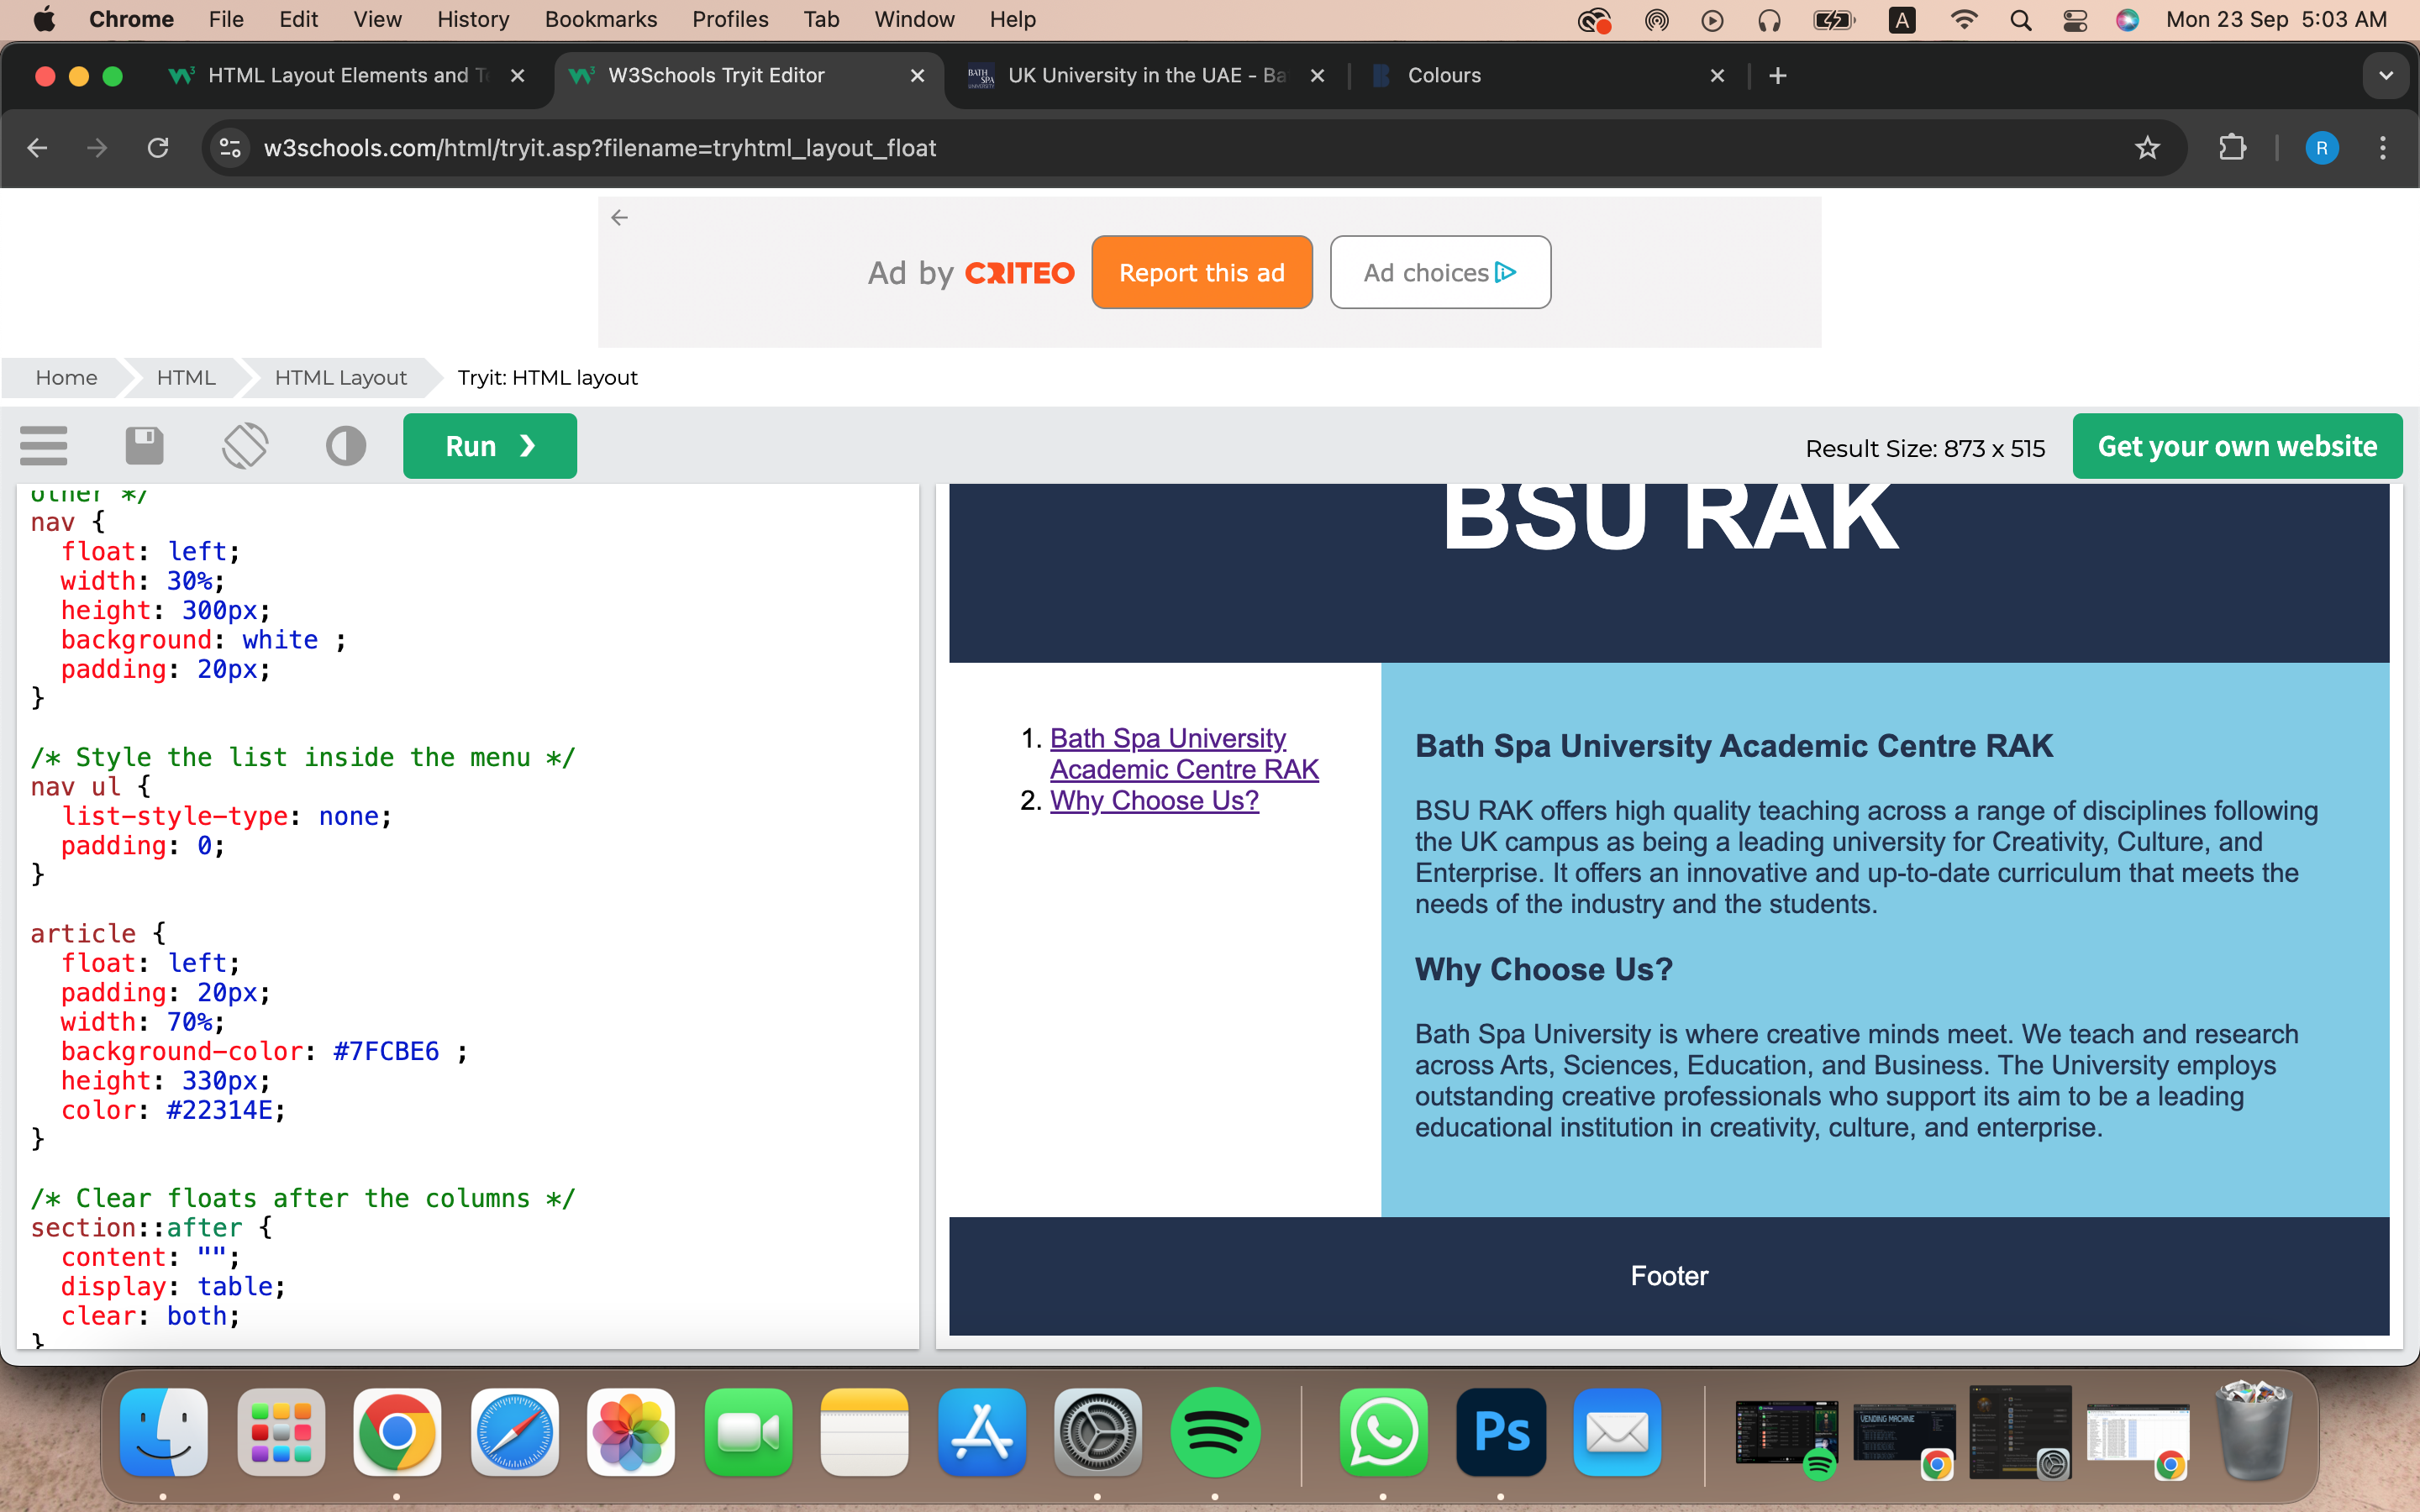 Chrome File Edit View History Bookmarks Profiles Tab Window Help A Mon 23 Sep 5:03 AM
HTML Layout Elements and T W3Schools Tryit Editor UK University in the UAE - Ba Colours
w3schools.com/html/tryit.asp?filename=tryhtml_layout_float R
Ad by CRITEO Report this ad Ad choices
Home HTML HTML Layout Tryit: HTML layout
Run ❯ Result Size: 873 x 515 Get your own website
other */
nav {
float: left;
width: 30%;
height: 300px;
background: white ;
padding: 20px;
}
/* Style the list inside the menu */
nav ul {
list-style-type: none;
padding: 0;
}
article {
float: left;
padding: 20px;
width: 70%;
background-color: #7FCBE6 ;
height: 330px;
color: #22314E;
}
/* Clear floats after the columns */
section::after {
content: "";
display: table;
clear: both;
}
BSU RAK
1. Bath Spa University
Academic Centre RAK
2. Why Choose Us?
Bath Spa University Academic Centre RAK
BSU RAK offers high quality teaching across a range of disciplines following
the UK campus as being a leading university for Creativity, Culture, and
Enterprise. It offers an innovative and up-to-date curriculum that meets the
needs of the industry and the students.
Why Choose Us?
Bath Spa University is where creative minds meet. We teach and research
across Arts, Sciences, Education, and Business. The University employs
outstanding creative professionals who support its aim to be a leading
educational institution in creativity, culture, and enterprise.
Footer
Ps
VENDING MACHINE